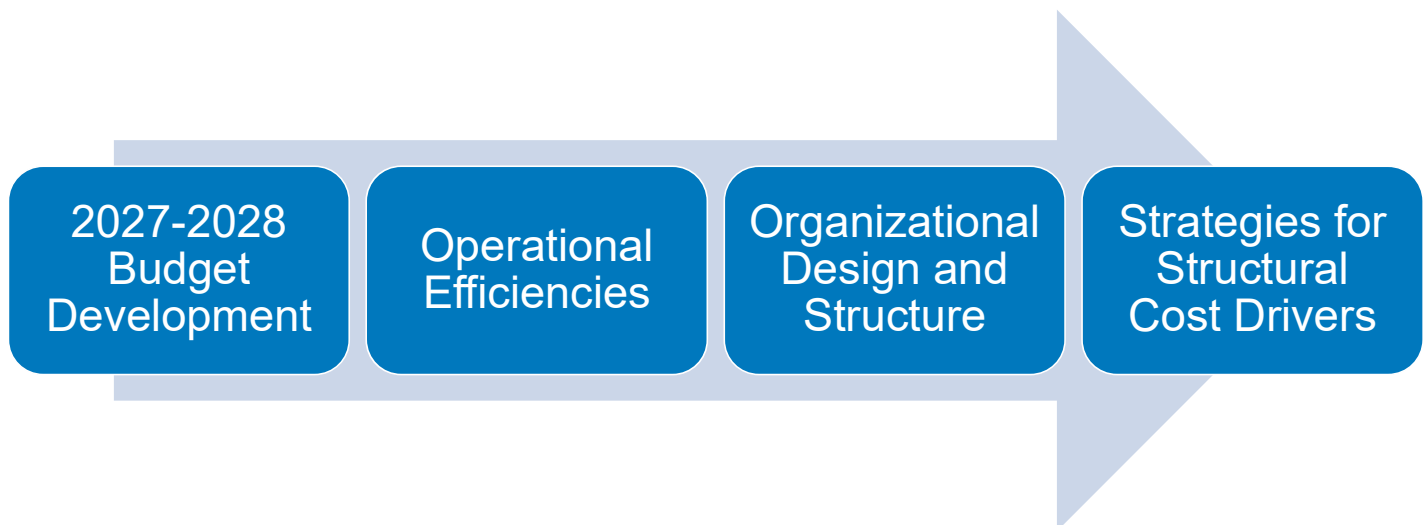 2027-2028
Budget
Development
Operational
Efficiencies
Organizational
Design and
Structure
Strategies for
Structural
Cost Drivers